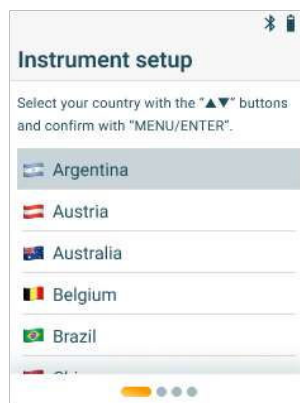 Instrument setup
Select your country with the "▲▼" buttons
and confirm with "MENU/ENTER".
Argentina
Austria
Australia
Belgium
Brazil